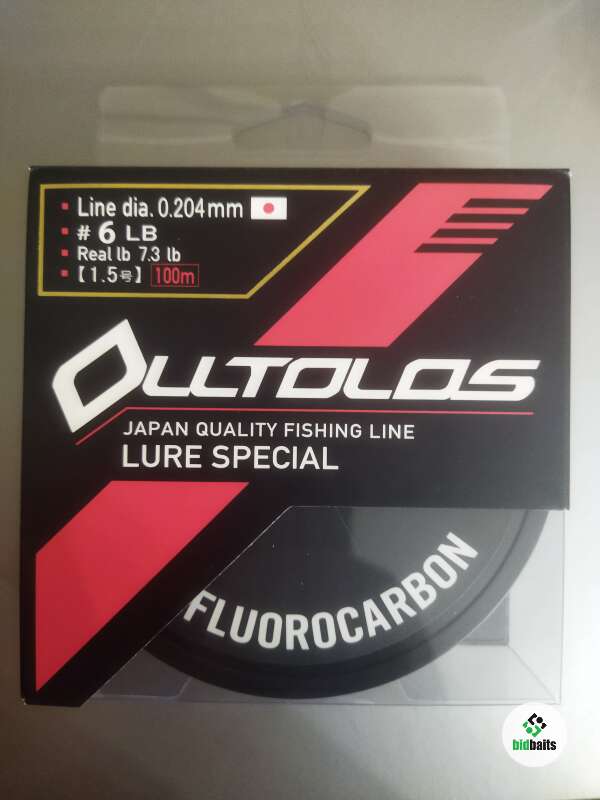 Line dia. 0.204mm
# 6 LB
Real lb 7.3 lb
【1.5号】 100m
OLLTOLOS
JAPAN QUALITY FISHING LINE
LURE SPECIAL
FLUOROCARBON
bidbaits